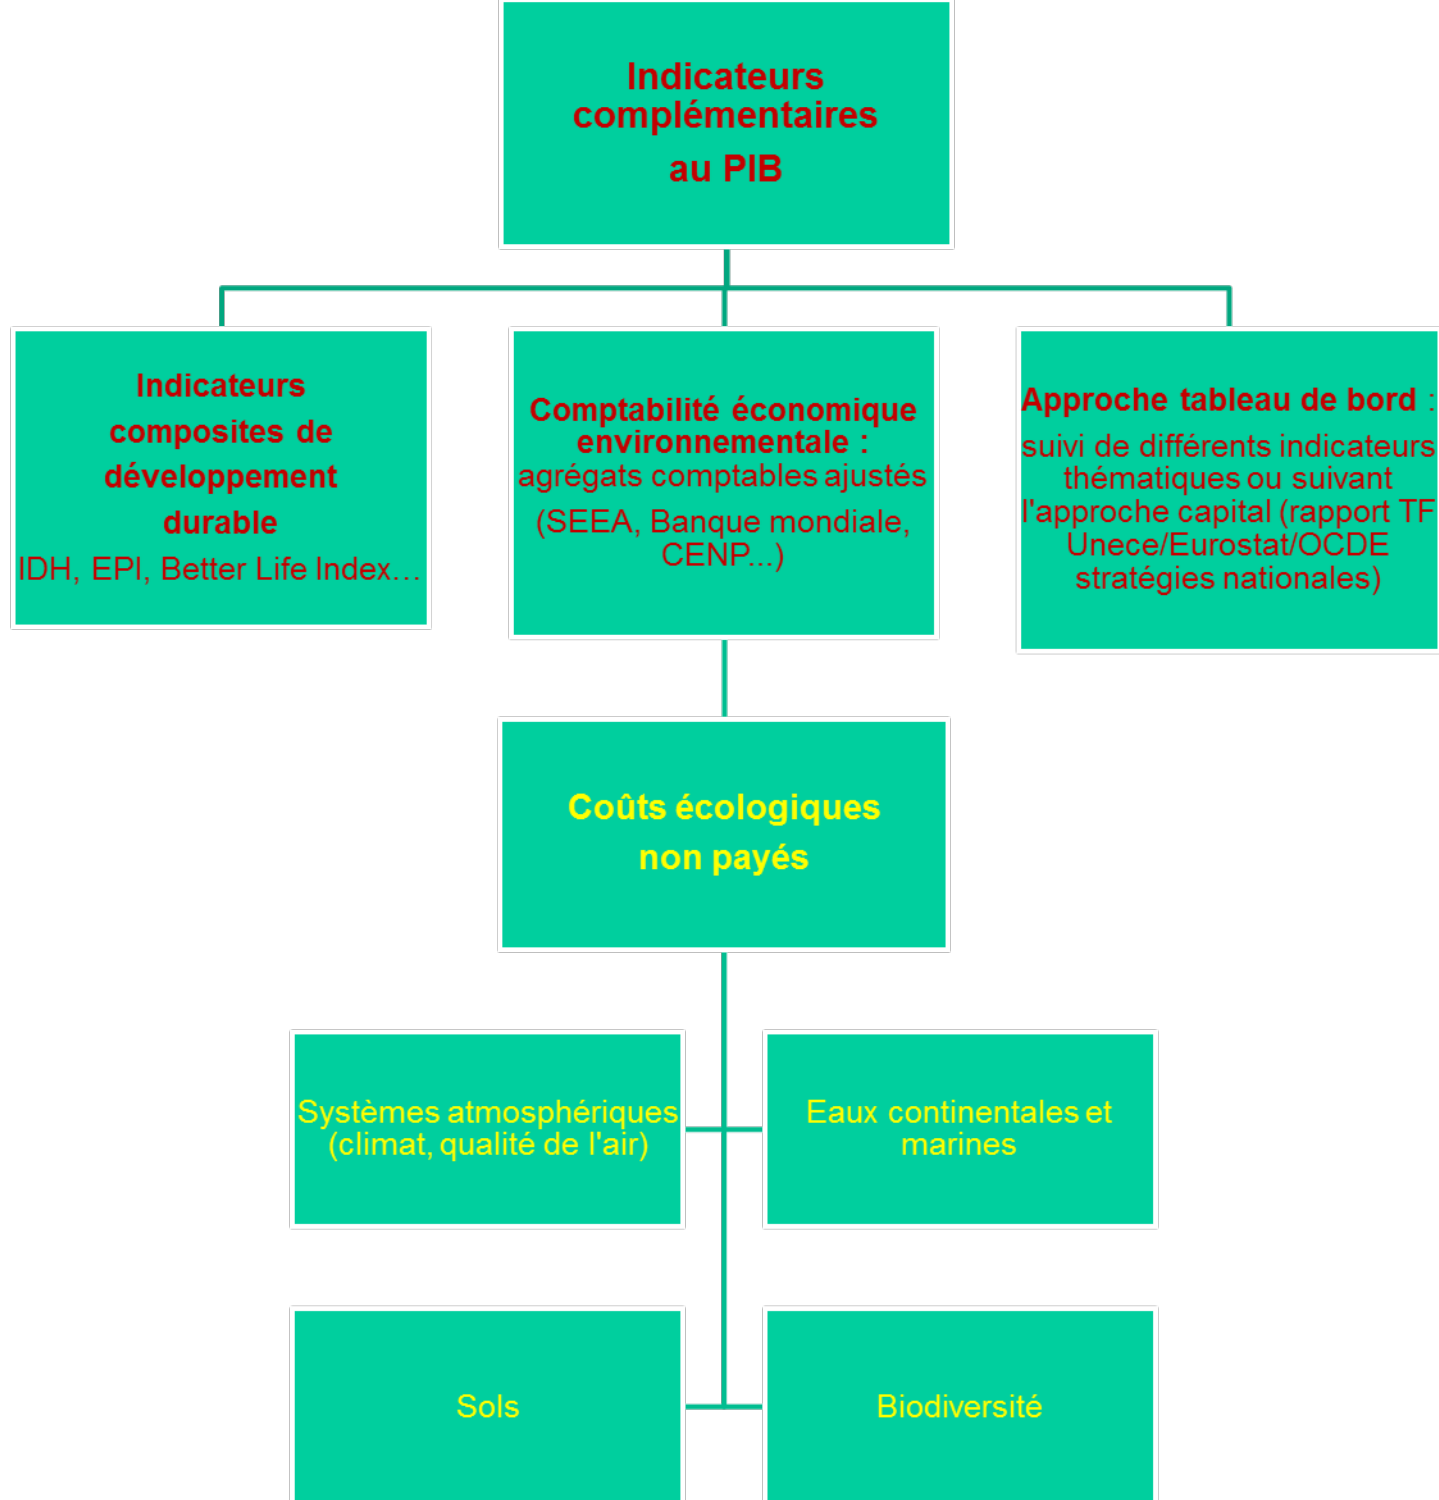 Indicateurs
complémentaires
au PIB
Indicateurs
composites de
développement
durable
IDH, EPI, Better Life Index...
Comptabilité économique
environnementale :
agrégats comptables ajustés
(SEEA, Banque mondiale,
CENP...)
Approche tableau de bord :
suivi de différents indicateurs
thématiques ou suivant
l'approche capital (rapport TF
Unece/Eurostat/OCDE
stratégies nationales)
Coûts écologiques
non payés
Systèmes atmosphériques
(climat, qualité de l'air)
Eaux continentales et
marines
Sols
Biodiversité